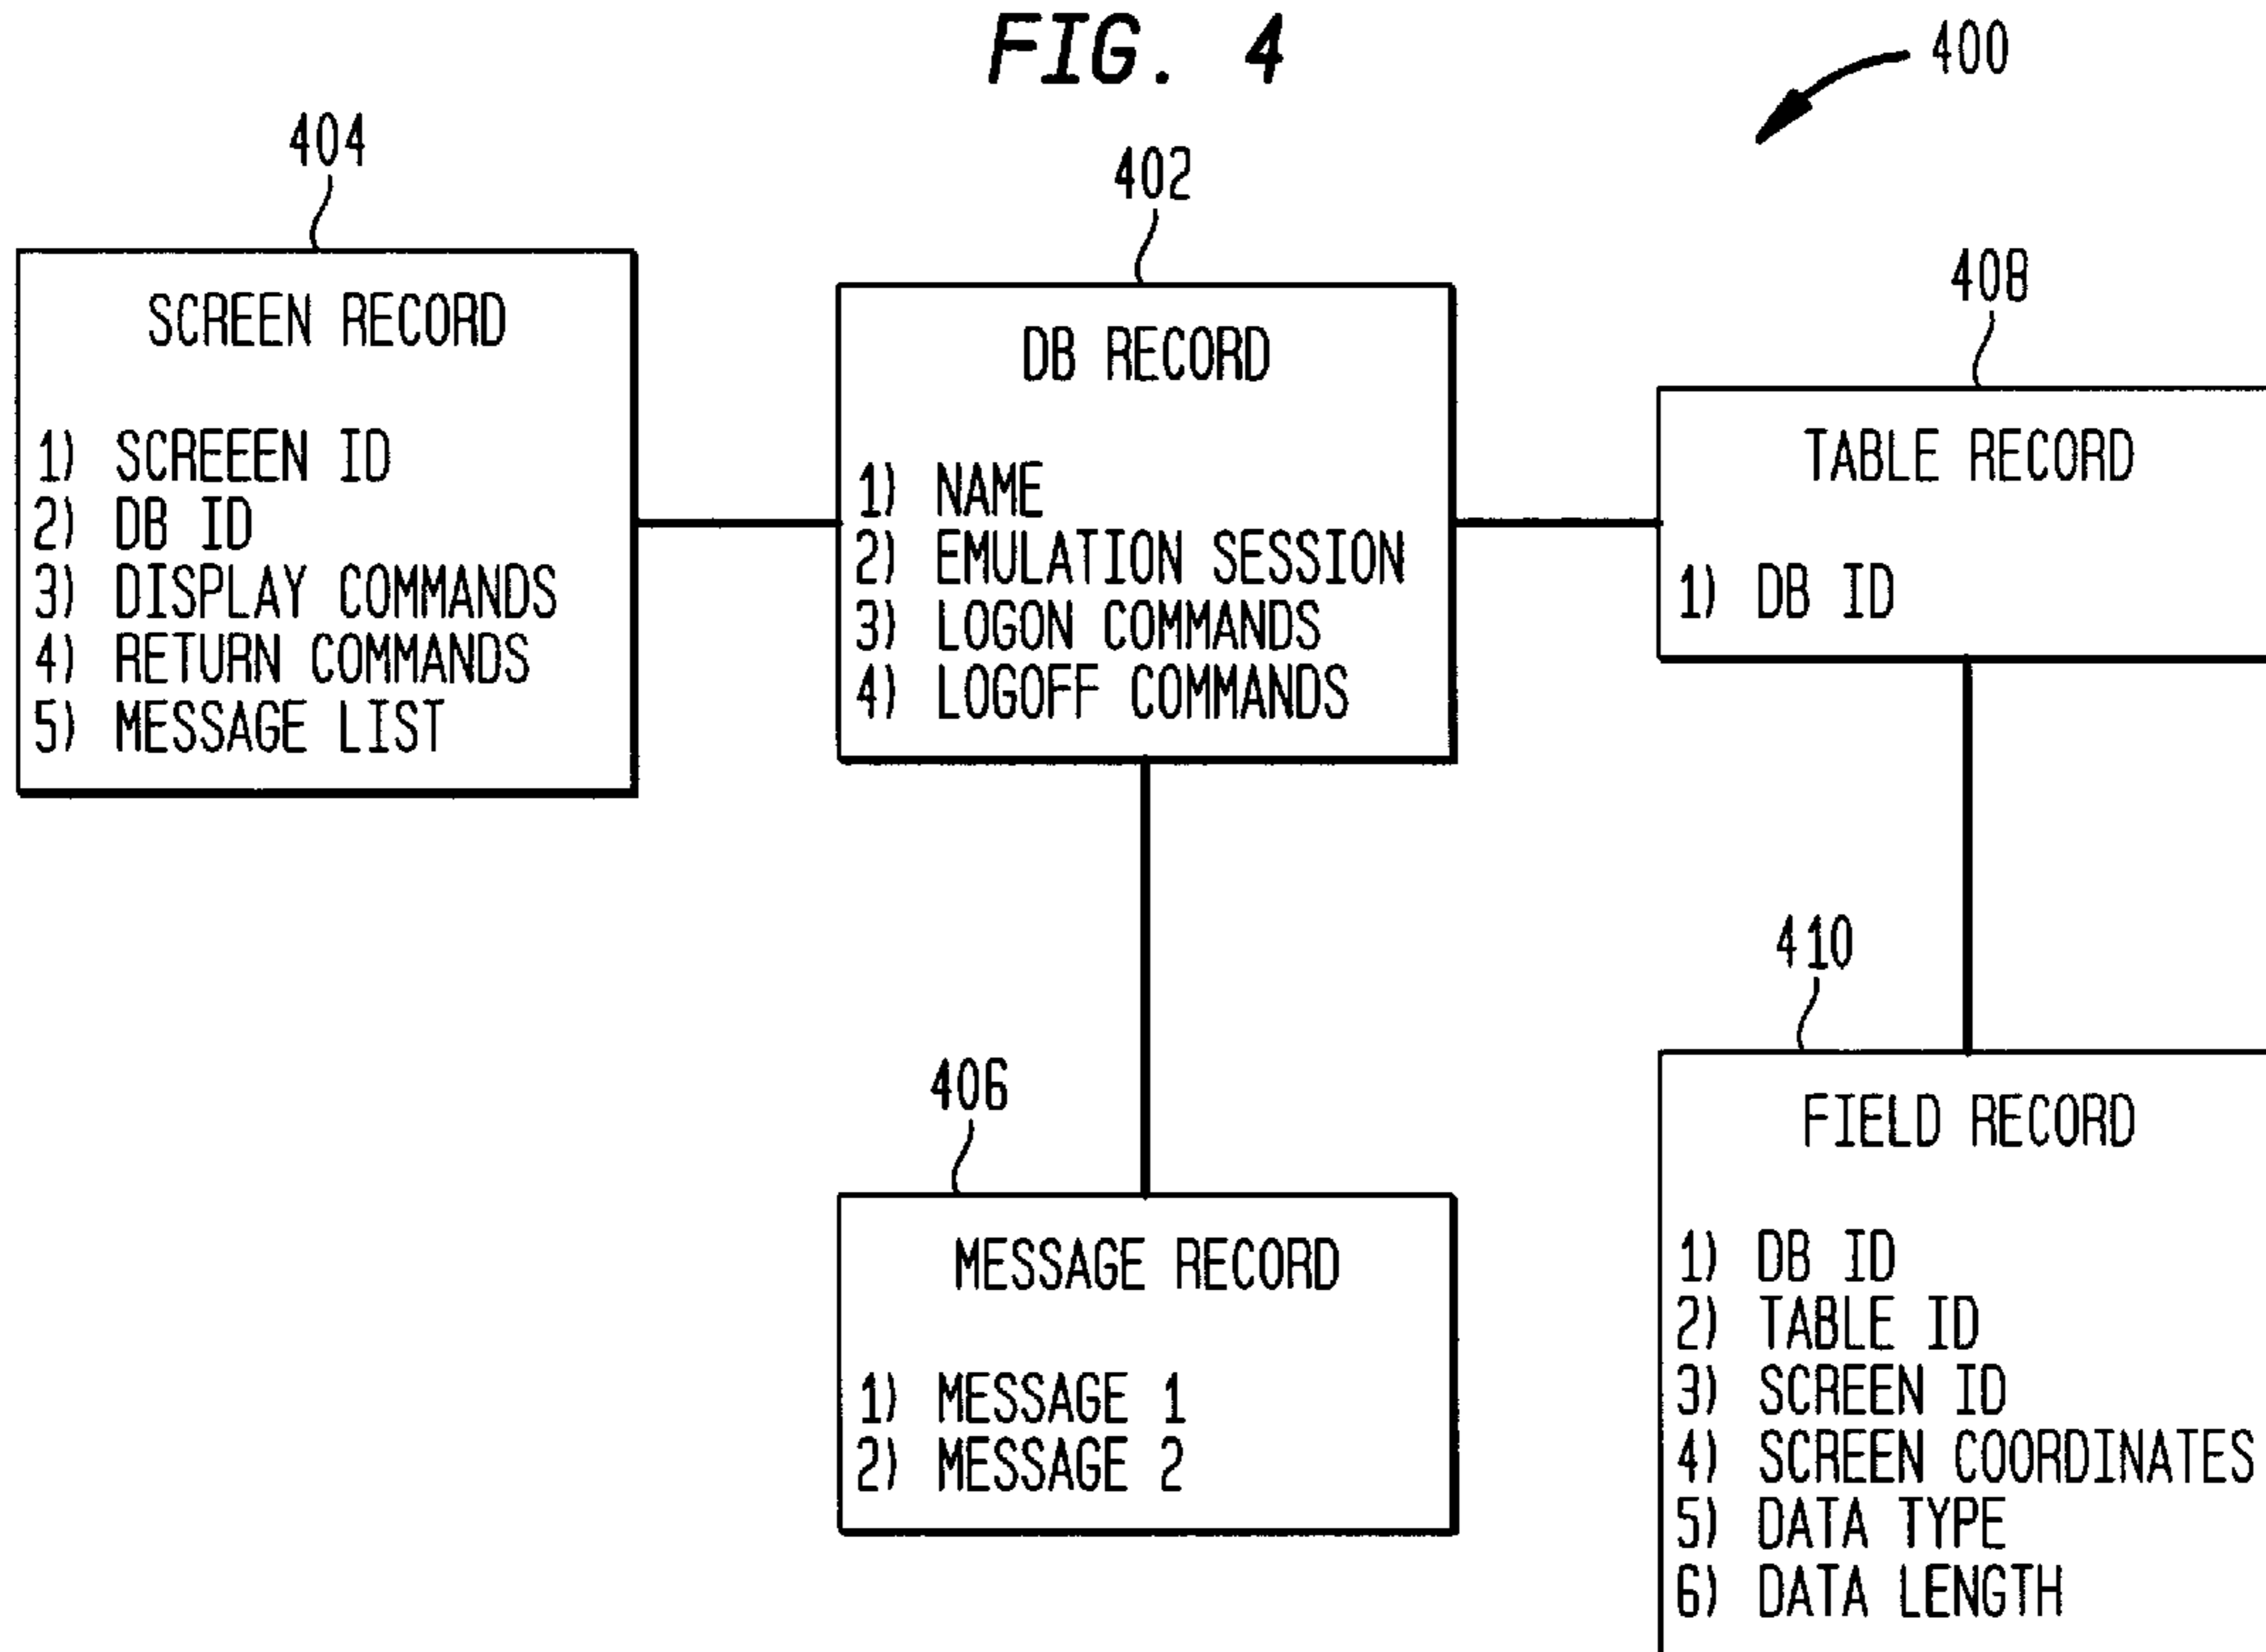 FIG. 4
400
404
SCREEN RECORD
1) SCREEEN ID
2) DB ID
3) DISPLAY COMMANDS
4) RETURN COMMANDS
5) MESSAGE LIST
402
DB RECORD
1) NAME
2) EMULATION SESSION
3) LOGON COMMANDS
4) LOGOFF COMMANDS
408
TABLE RECORD
1) DB ID
406
MESSAGE RECORD
1) MESSAGE 1
2) MESSAGE 2
410
FIELD RECORD
1) DB ID
2) TABLE ID
3) SCREEN ID
4) SCREEN COORDINATES
5) DATA TYPE
6) DATA LENGTH